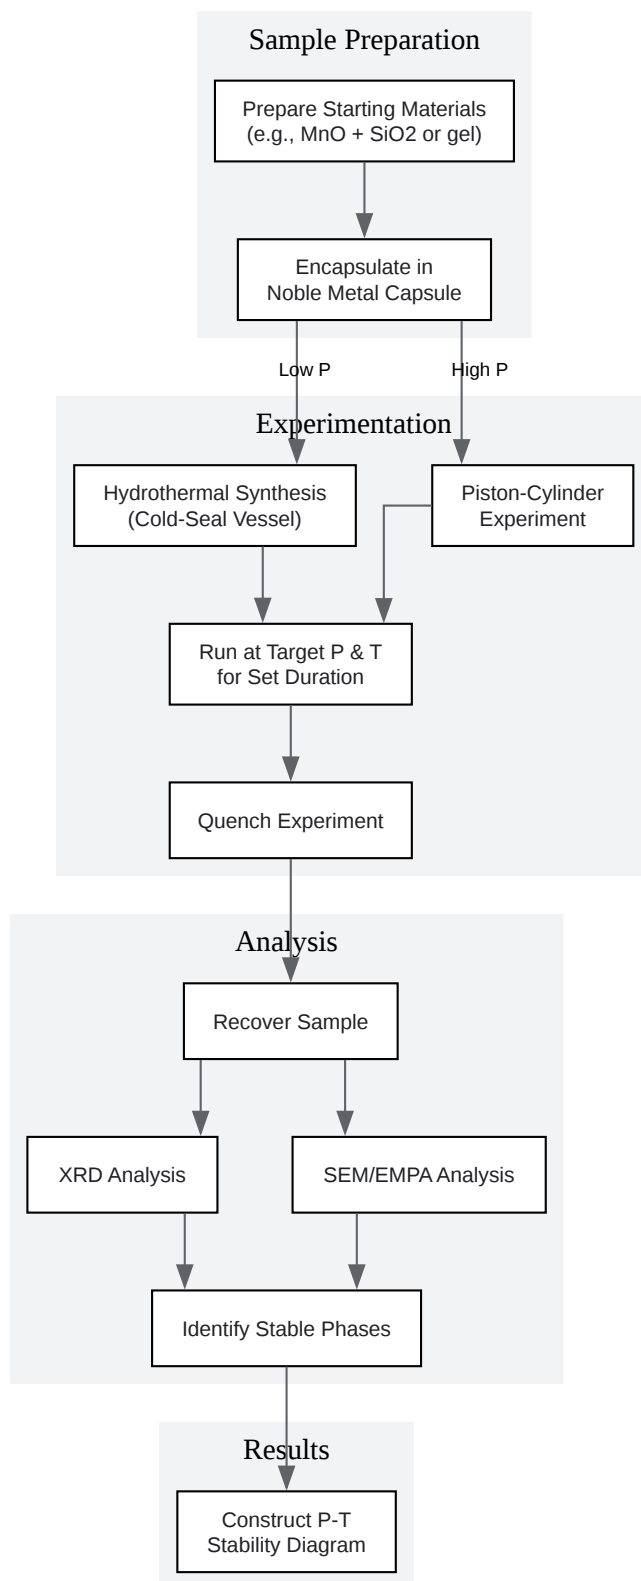 Sample Preparation
Prepare Starting Materials
(e.g., MnO + SiO2 or gel)
Encapsulate in
Noble Metal Capsule
Low P
High P
Experimentation
Hydrothermal Synthesis
(Cold-Seal Vessel)
Piston-Cylinder
Experiment
Run at Target P & T
for Set Duration
Quench Experiment
Analysis
Recover Sample
XRD Analysis
SEM/EMPA Analysis
Identify Stable Phases
Results
Construct P-T
Stability Diagram